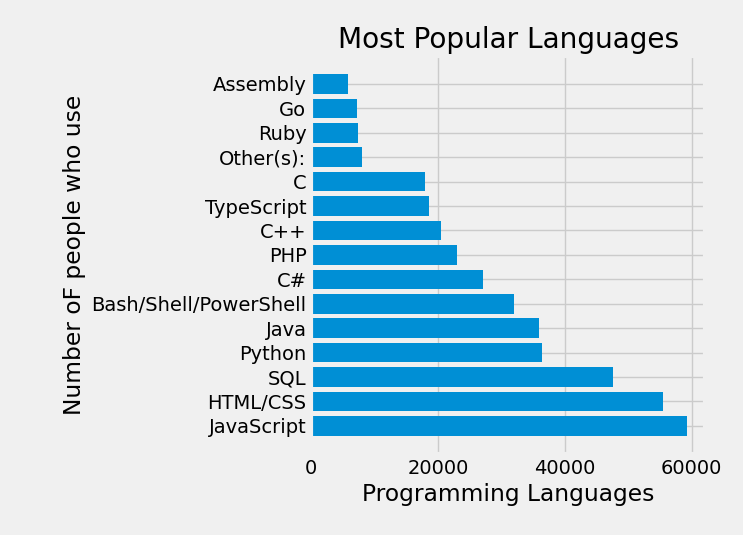 Most Popular Languages
Number oF people who use
Assembly
Go
Ruby
Other(s):
C
TypeScript
C++
PHP
C#
Bash/Shell/PowerShell
Java
Python
SQL
HTML/CSS
JavaScript
0 20000 40000 60000
Programming Languages